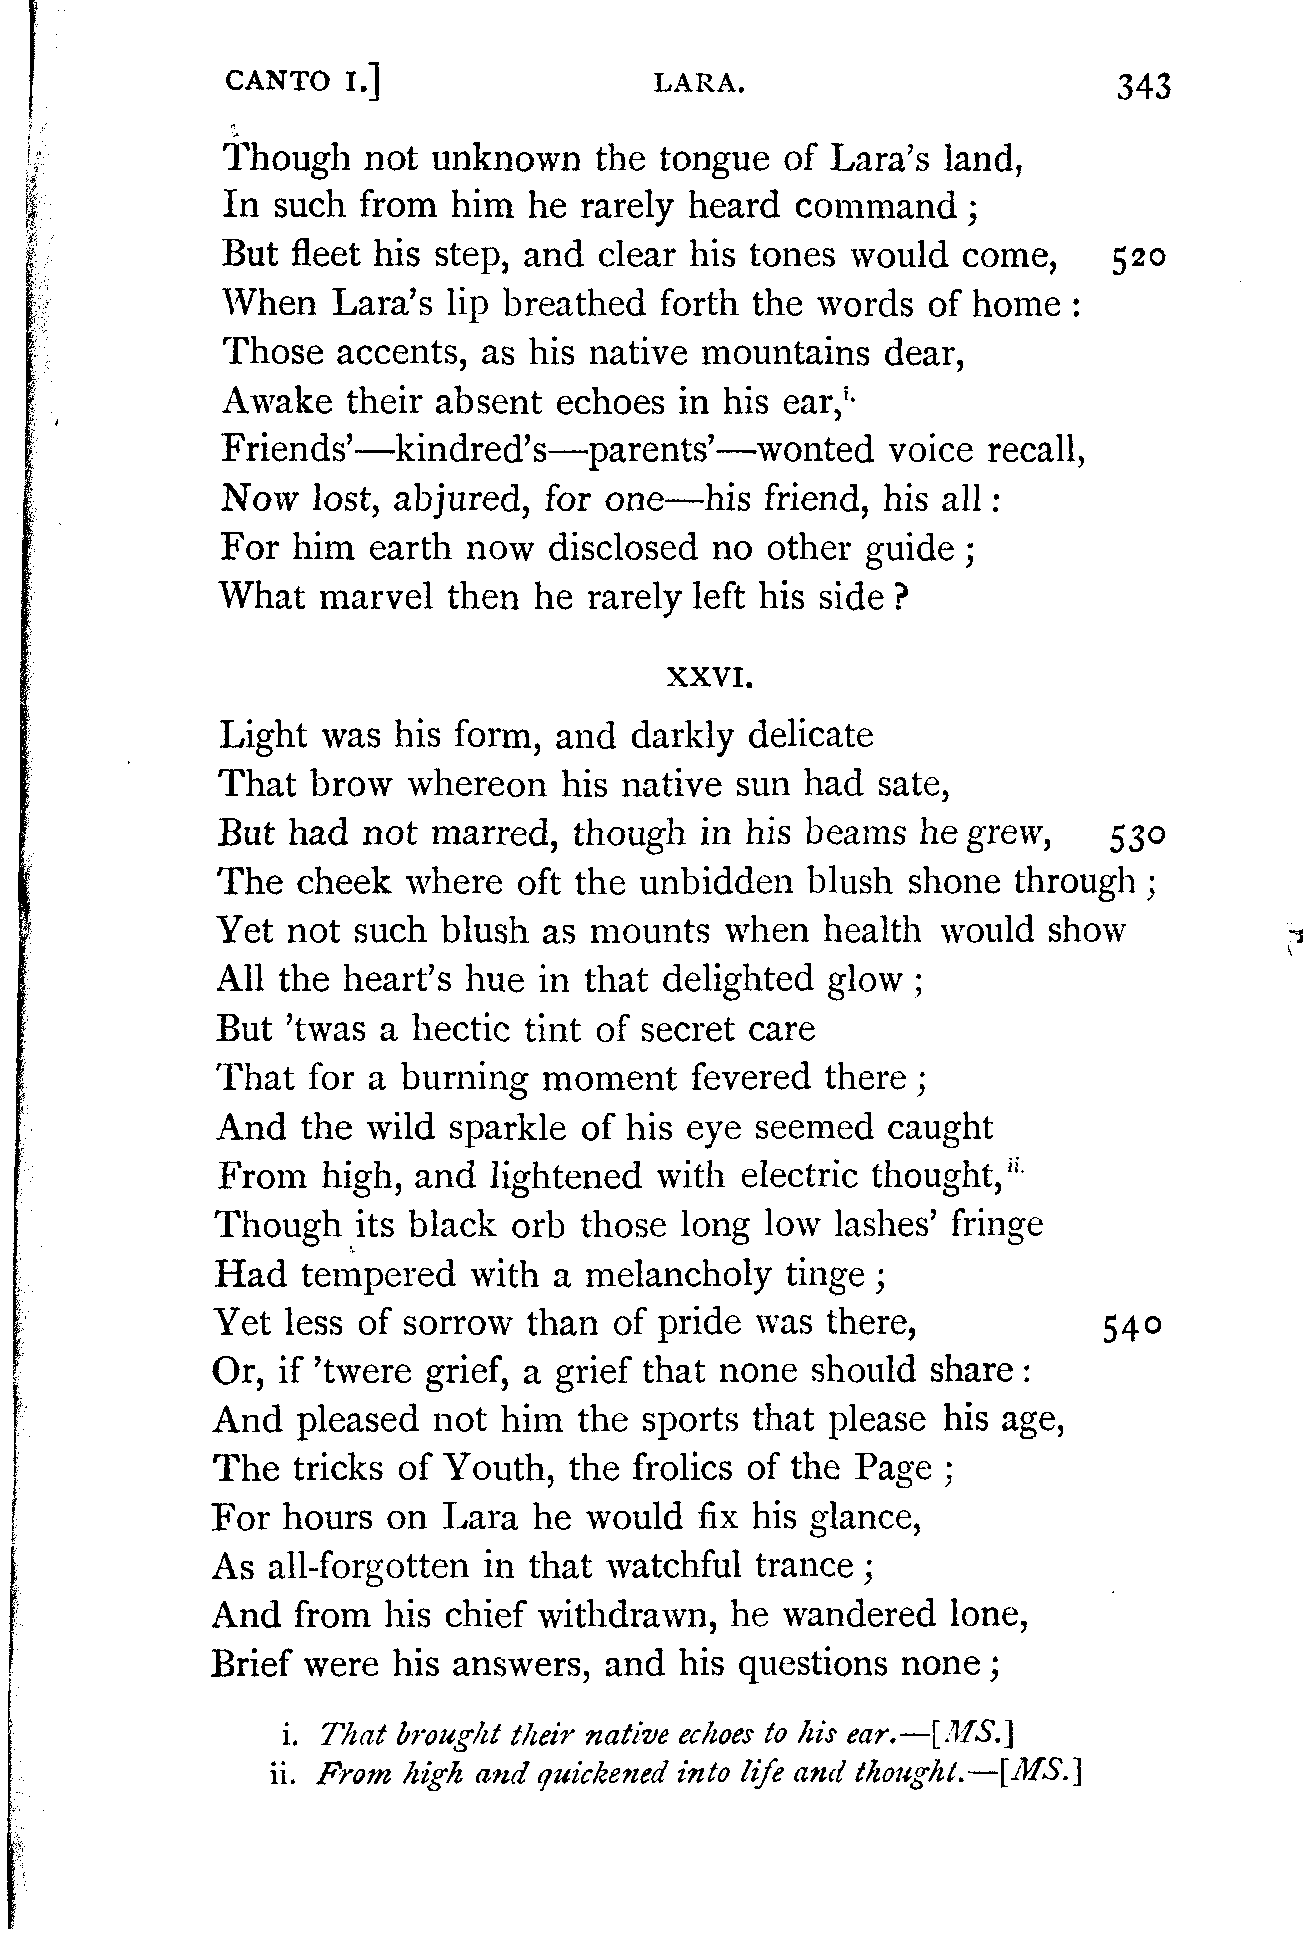 CANTO I.] LARA. 343
Though not unknown the tongue of Lara's land,
In such from him he rarely heard command ;
But fleet his step, and clear his tones would come, 520
When Lara's lip breathed forth the words of home :
Those accents, as his native mountains dear,
Awake their absent echoes in his ear,i.
Friends'—kindred's—parents'—wonted voice recall,
Now lost, abjured, for one—his friend, his all :
For him earth now disclosed no other guide ;
What marvel then he rarely left his side ?
XXVI.
Light was his form, and darkly delicate
That brow whereon his native sun had sate,
But had not marred, though in his beams he grew, 530
The cheek where oft the unbidden blush shone through ;
Yet not such blush as mounts when health would show
All the heart's hue in that delighted glow ;
But 'twas a hectic tint of secret care
That for a burning moment fevered there ;
And the wild sparkle of his eye seemed caught
From high, and lightened with electric thought,ii.
Though its black orb those long low lashes' fringe
Had tempered with a melancholy tinge ;
Yet less of sorrow than of pride was there, 540
Or, if 'twere grief, a grief that none should share :
And pleased not him the sports that please his age,
The tricks of Youth, the frolics of the Page ;
For hours on Lara he would fix his glance,
As all-forgotten in that watchful trance ;
And from his chief withdrawn, he wandered lone,
Brief were his answers, and his questions none ;
i. That brought their native echoes to his ear.—[MS.]
ii. From high and quickened into life and thought.—[MS.]